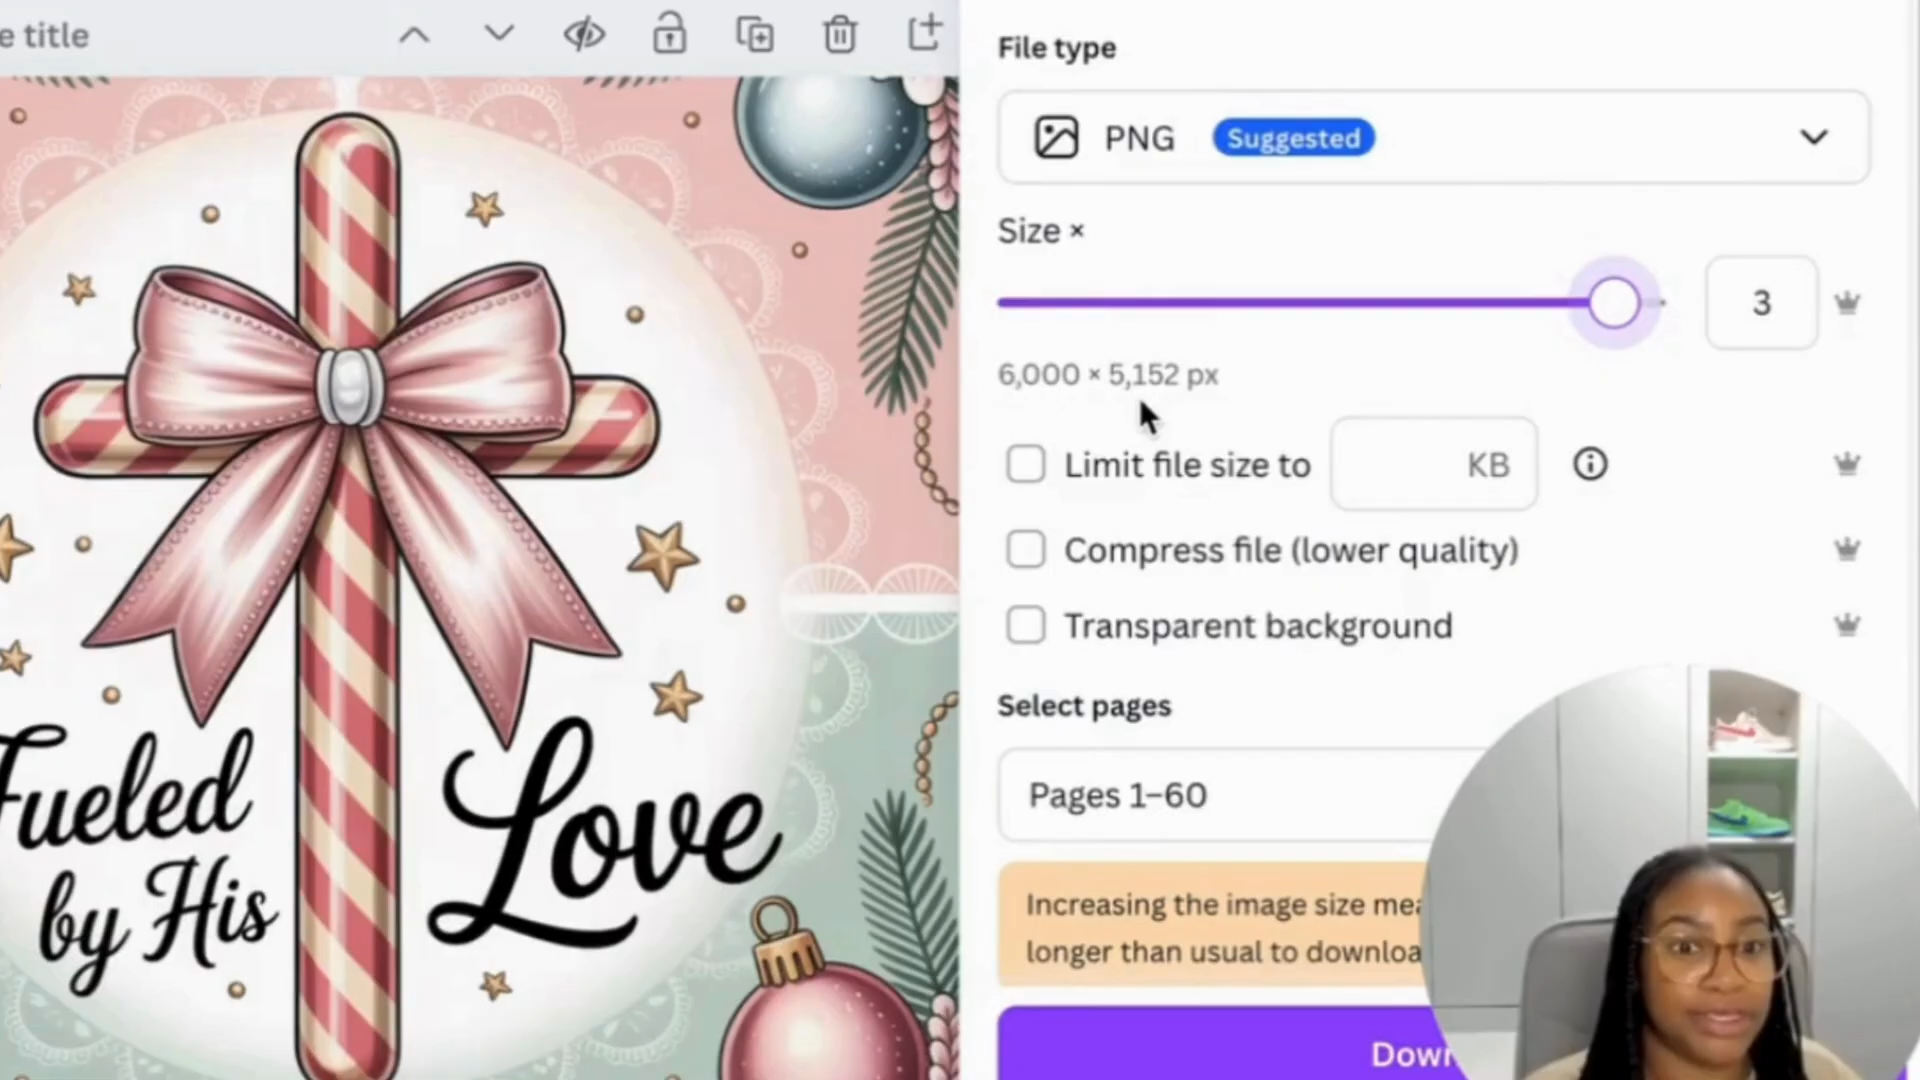 e title
Fueled
by His
Love
File type
PNG Suggested
Size ×
3
6,000 × 5,152 px
Limit file size to KB
Compress file (lower quality)
Transparent background
Select pages
Pages 1–60
Increasing the image size mea
longer than usual to downloa
Down